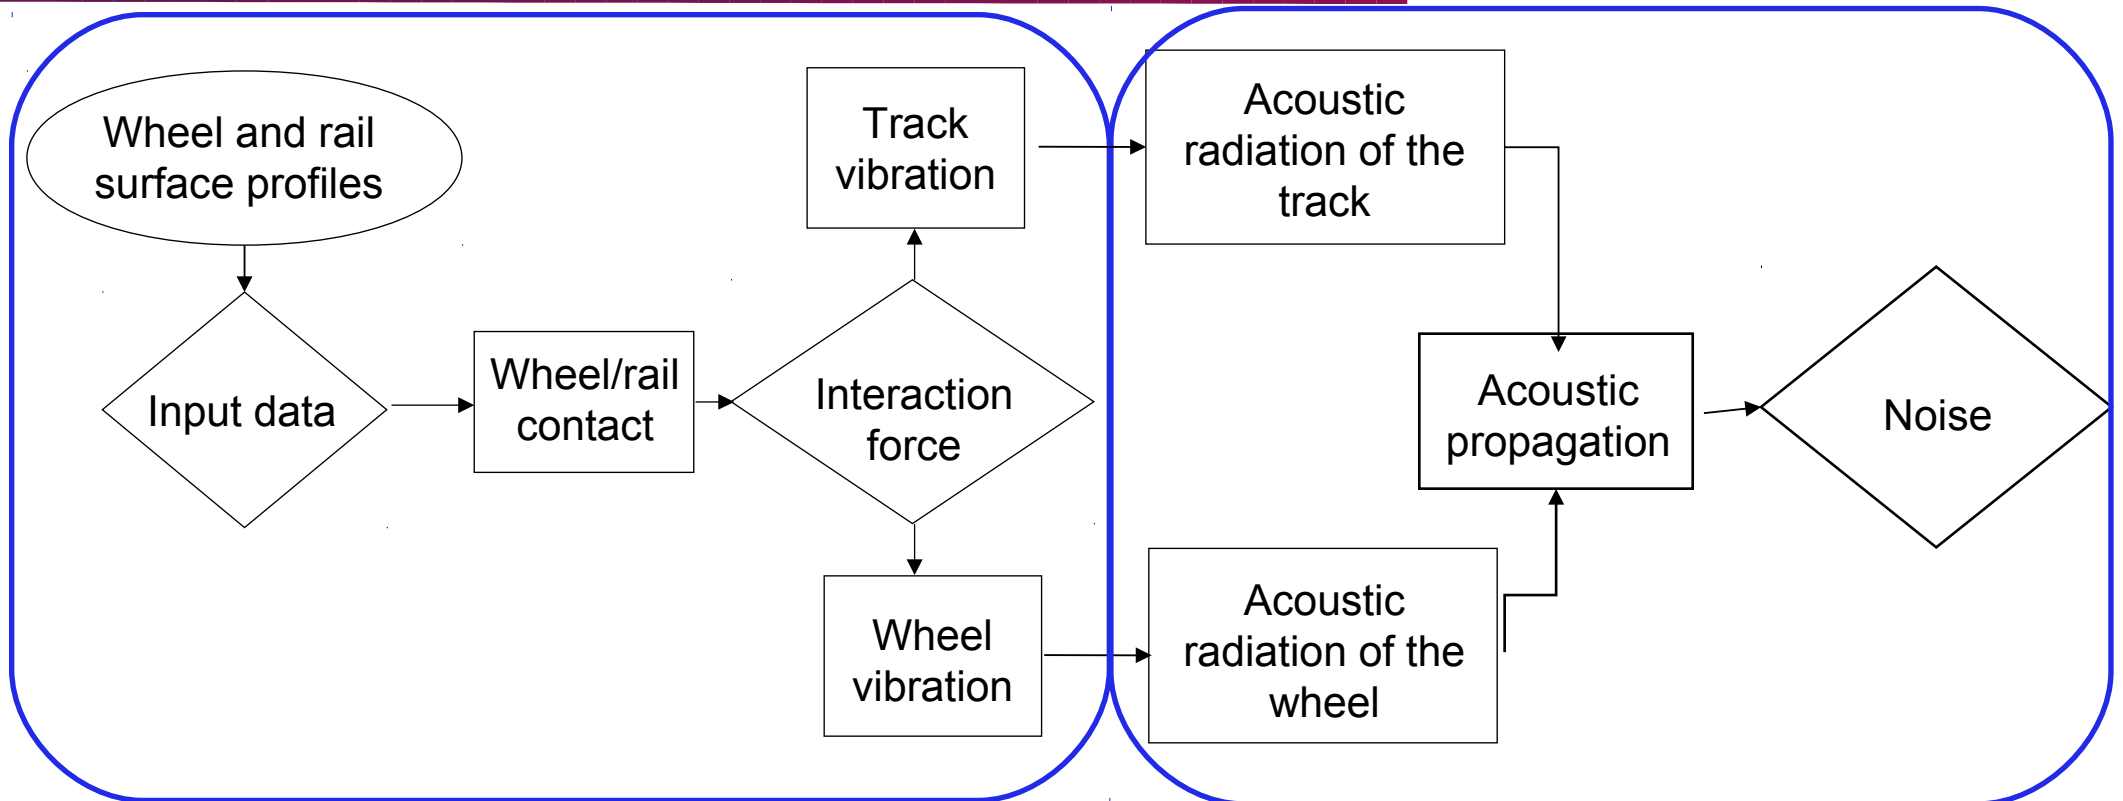 Wheel and rail
surface profiles
Input data
Wheel/rail
contact
Interaction
force
Track
vibration
Wheel
vibration
Acoustic
radiation of the
track
Acoustic
radiation of the
wheel
Acoustic
propagation
Noise